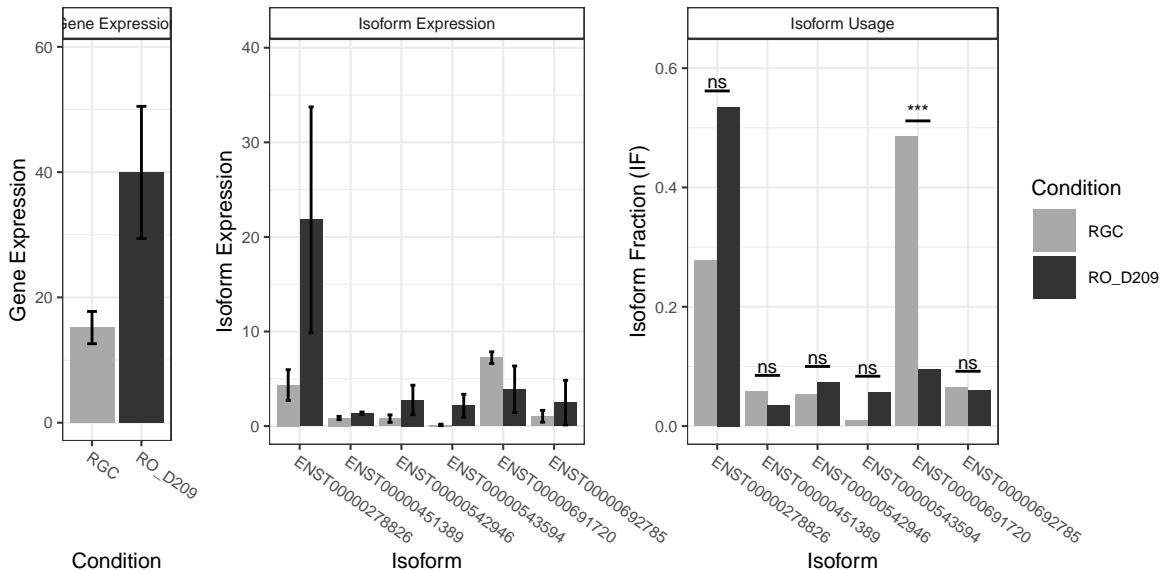 Gene Expression
Isoform Expression
Isoform Usage
Gene Expression
60
40
20
0
RGC
RO_D209
Condition
Isoform Expression
40
30
20
10
0
ENST00000278826
ENST00000451389
ENST00000542946
ENST00000543594
ENST00000691720
ENST00000692785
Isoform
Isoform Fraction (IF)
0.6
0.4
0.2
0.0
ns
ns
ns
ns
***
ns
ENST00000278826
ENST00000451389
ENST00000542946
ENST00000543594
ENST00000691720
ENST00000692785
Isoform
Condition
RGC
RO_D209